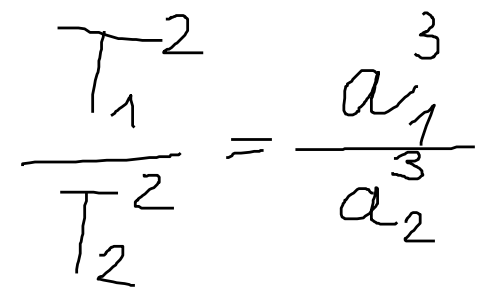 T₁² / T₂² = a₁³ / a₂³